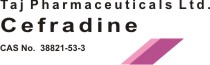 Taj Pharmaceuticals Ltd.
Cefradine
CAS No. 38821-53-3